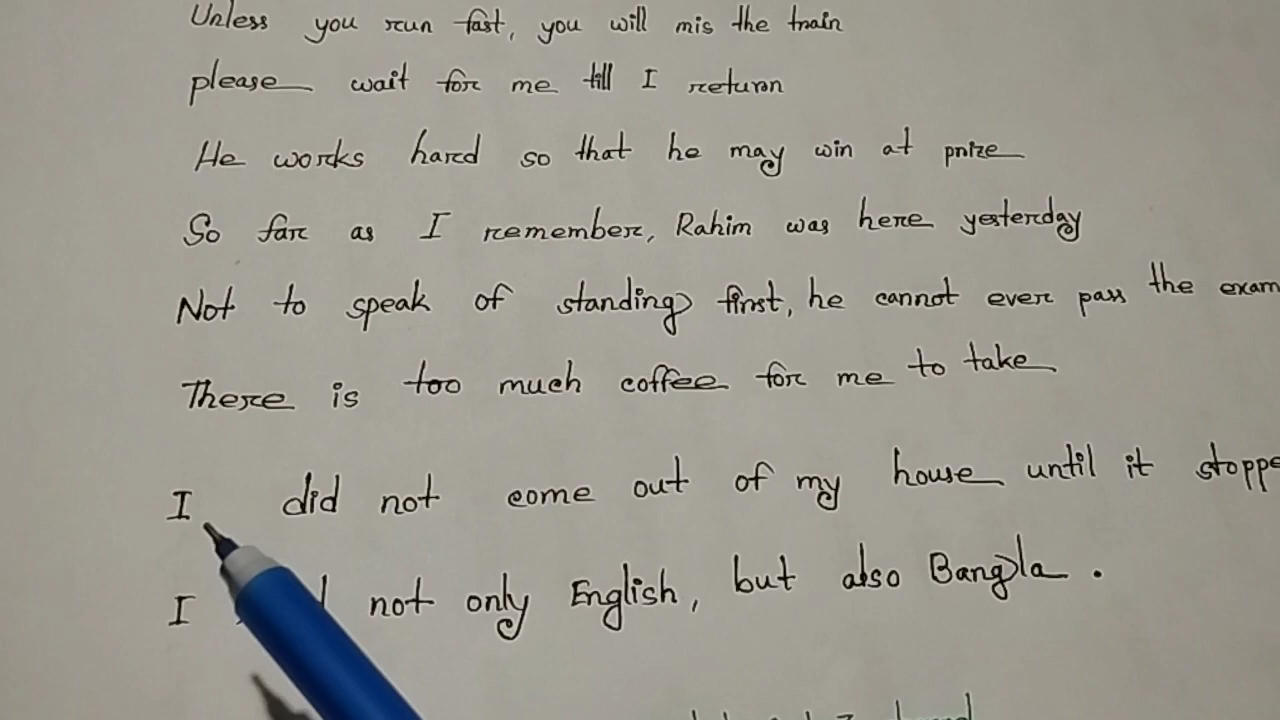 Unless you run fast, you will mis the train
please wait for me till I return
He works hard so that he may win at prize
So far as I remember, Rahim was here yesterday
Not to speak of standing first, he cannot ever pass the exam
There is too much coffee for me to take
I did not come out of my house until it stoppe
I not only English, but also Bangla .